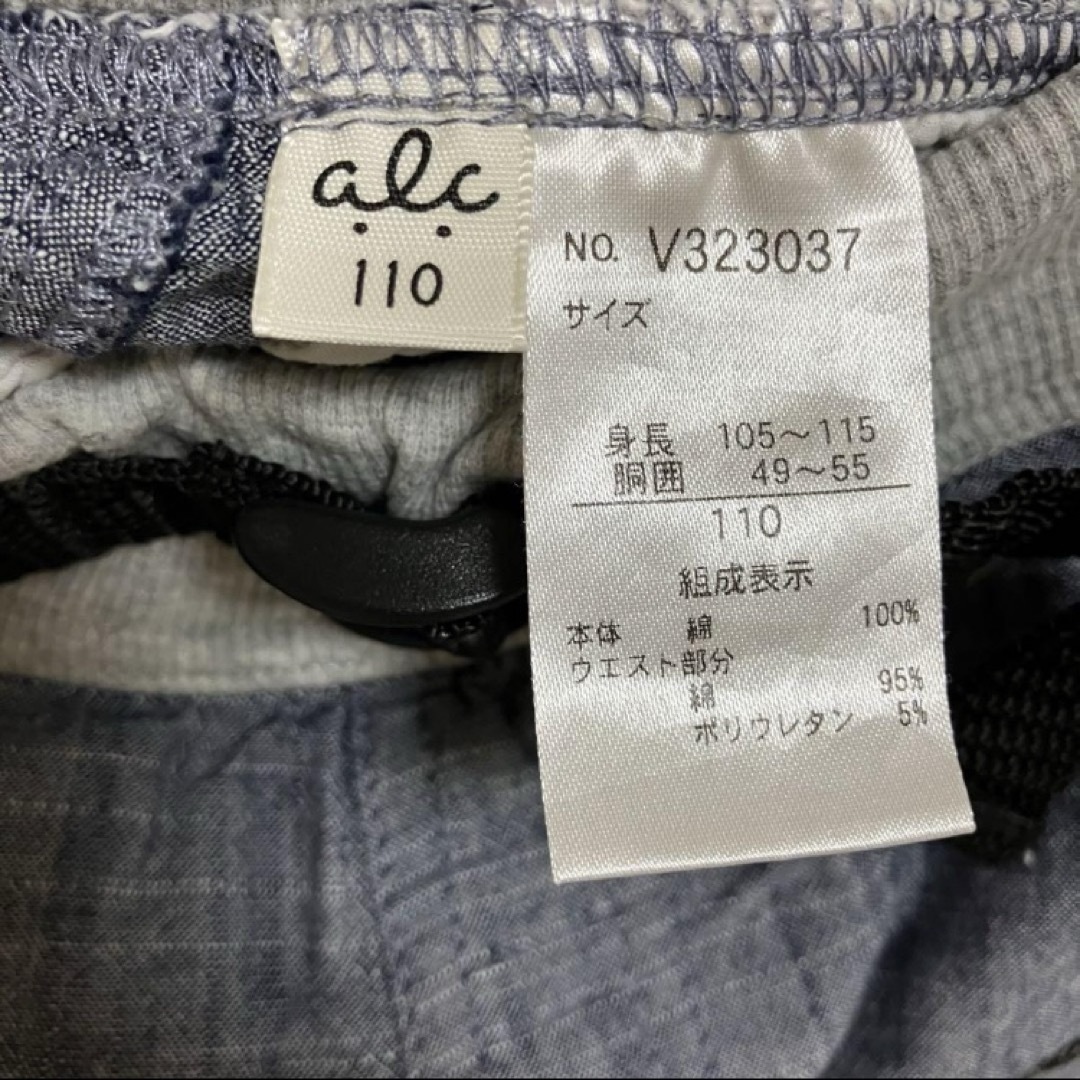 alc
110
NO. V323037
サイズ
身長 105～115
胴囲 49～55
110
組成表示
本体 綿 100%
ウエスト部分
綿 95%
ポリウレタン 5%